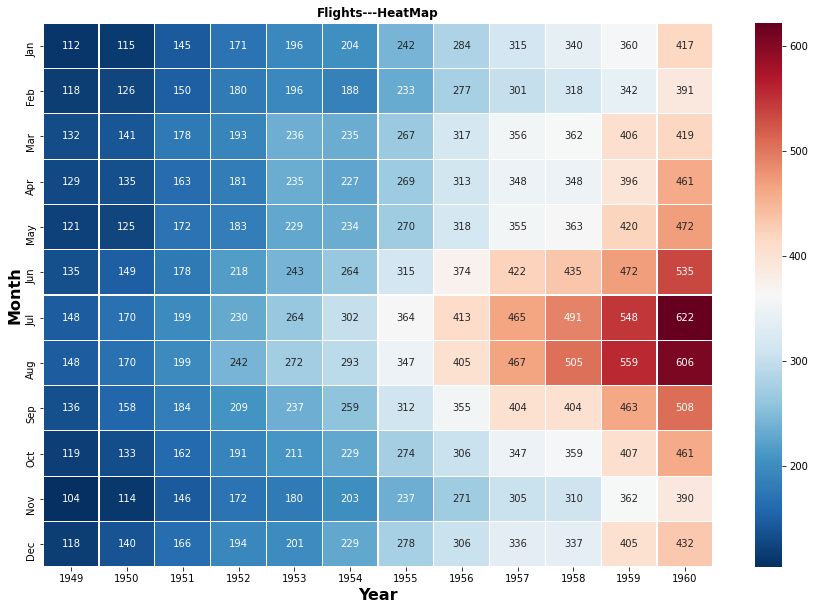 Flights---HeatMap
Jan 112 115 145 171 196 204 242 284 315 340 360 417
Feb 118 126 150 180 196 188 233 277 301 318 342 391
Mar 132 141 178 193 236 235 267 317 356 362 406 419
Apr 129 135 163 181 235 227 269 313 348 348 396 461
May 121 125 172 183 229 234 270 318 355 363 420 472
Jun 135 149 178 218 243 264 315 374 422 435 472 535
Jul 148 170 199 230 264 302 364 413 465 491 548 622
Aug 148 170 199 242 272 293 347 405 467 505 559 606
Sep 136 158 184 209 237 259 312 355 404 404 463 508
Oct 119 133 162 191 211 229 274 306 347 359 407 461
Nov 104 114 146 172 180 203 237 271 305 310 362 390
Dec 118 140 166 194 201 229 278 306 336 337 405 432
1949 1950 1951 1952 1953 1954 1955 1956 1957 1958 1959 1960
Month
Year
600
500
400
300
200